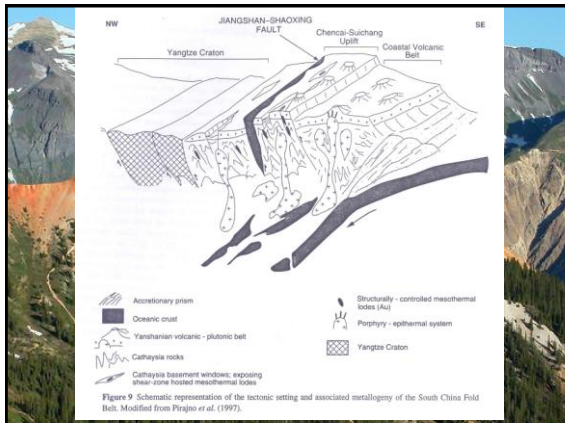 NW
JIANGSHAN-SHAOXING
FAULT
SE
Chencai-Suichang
Uplift
Coastal Volcanic
Belt
Yangtze Craton
Accretionary prism
Oceanic crust
Yanshanian volcanic - plutonic belt
Cathaysia rocks
Cathaysia basement windows; exposing
shear-zone hosted mesothermal lodes
Structurally - controlled mesothermal
lodes (Au)
Porphyry - epithermal system
Yangtze Craton
Figure 9 Schematic representation of the tectonic setting and associated metallogeny of the South China Fold
Belt. Modified from Pirajno et al. (1997).